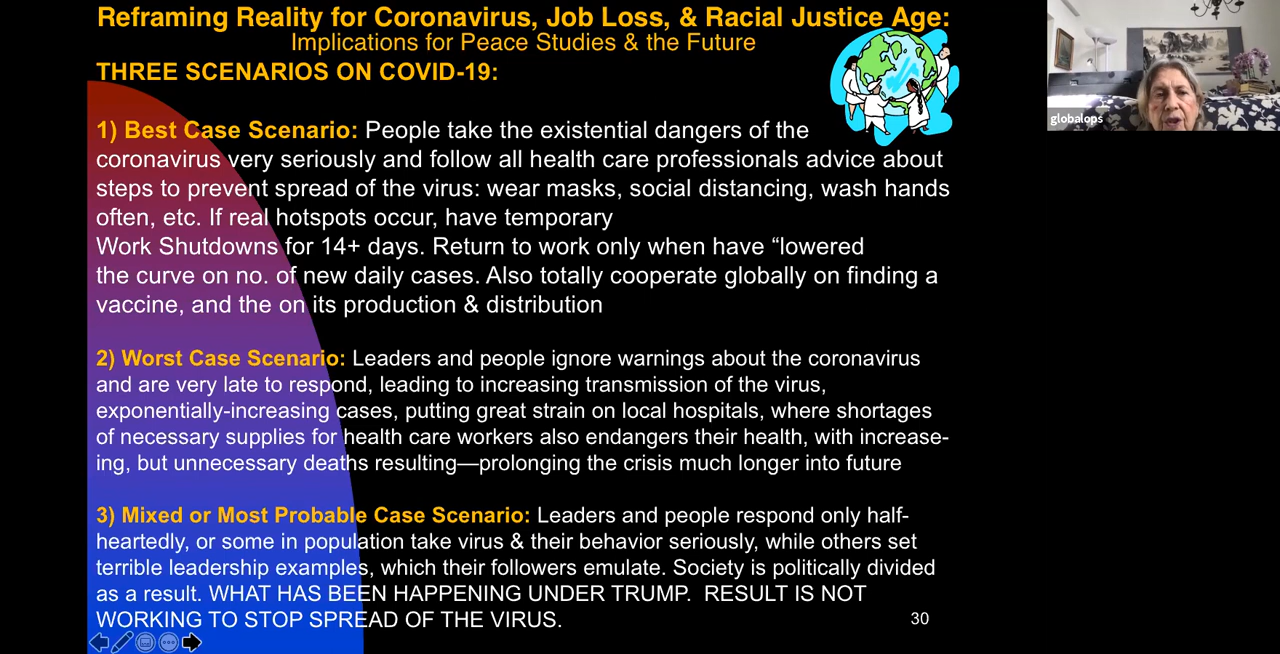 Reframing Reality for Coronavirus, Job Loss, & Racial Justice Age:
Implications for Peace Studies & the Future
THREE SCENARIOS ON COVID-19:
1) Best Case Scenario: People take the existential dangers of the
coronavirus very seriously and follow all health care professionals advice about
steps to prevent spread of the virus: wear masks, social distancing, wash hands
often, etc. If real hotspots occur, have temporary
Work Shutdowns for 14+ days. Return to work only when have “lowered
the curve on no. of new daily cases. Also totally cooperate globally on finding a
vaccine, and the on its production & distribution
2) Worst Case Scenario: Leaders and people ignore warnings about the coronavirus
and are very late to respond, leading to increasing transmission of the virus,
exponentially-increasing cases, putting great strain on local hospitals, where shortages
of necessary supplies for health care workers also endangers their health, with increase-
ing, but unnecessary deaths resulting—prolonging the crisis much longer into future
3) Mixed or Most Probable Case Scenario: Leaders and people respond only half-
heartedly, or some in population take virus & their behavior seriously, while others set
terrible leadership examples, which their followers emulate. Society is politically divided
as a result. WHAT HAS BEEN HAPPENING UNDER TRUMP. RESULT IS NOT
WORKING TO STOP SPREAD OF THE VIRUS.
30
globalops